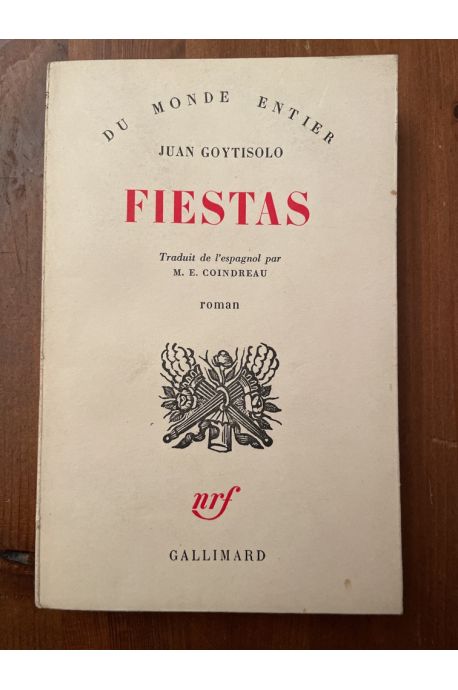 DU MONDE ENTIER
JUAN GOYTISOLO
FIESTAS
Traduit de l'espagnol par
M. E. COINDREAU
roman
nrf
GALLIMARD